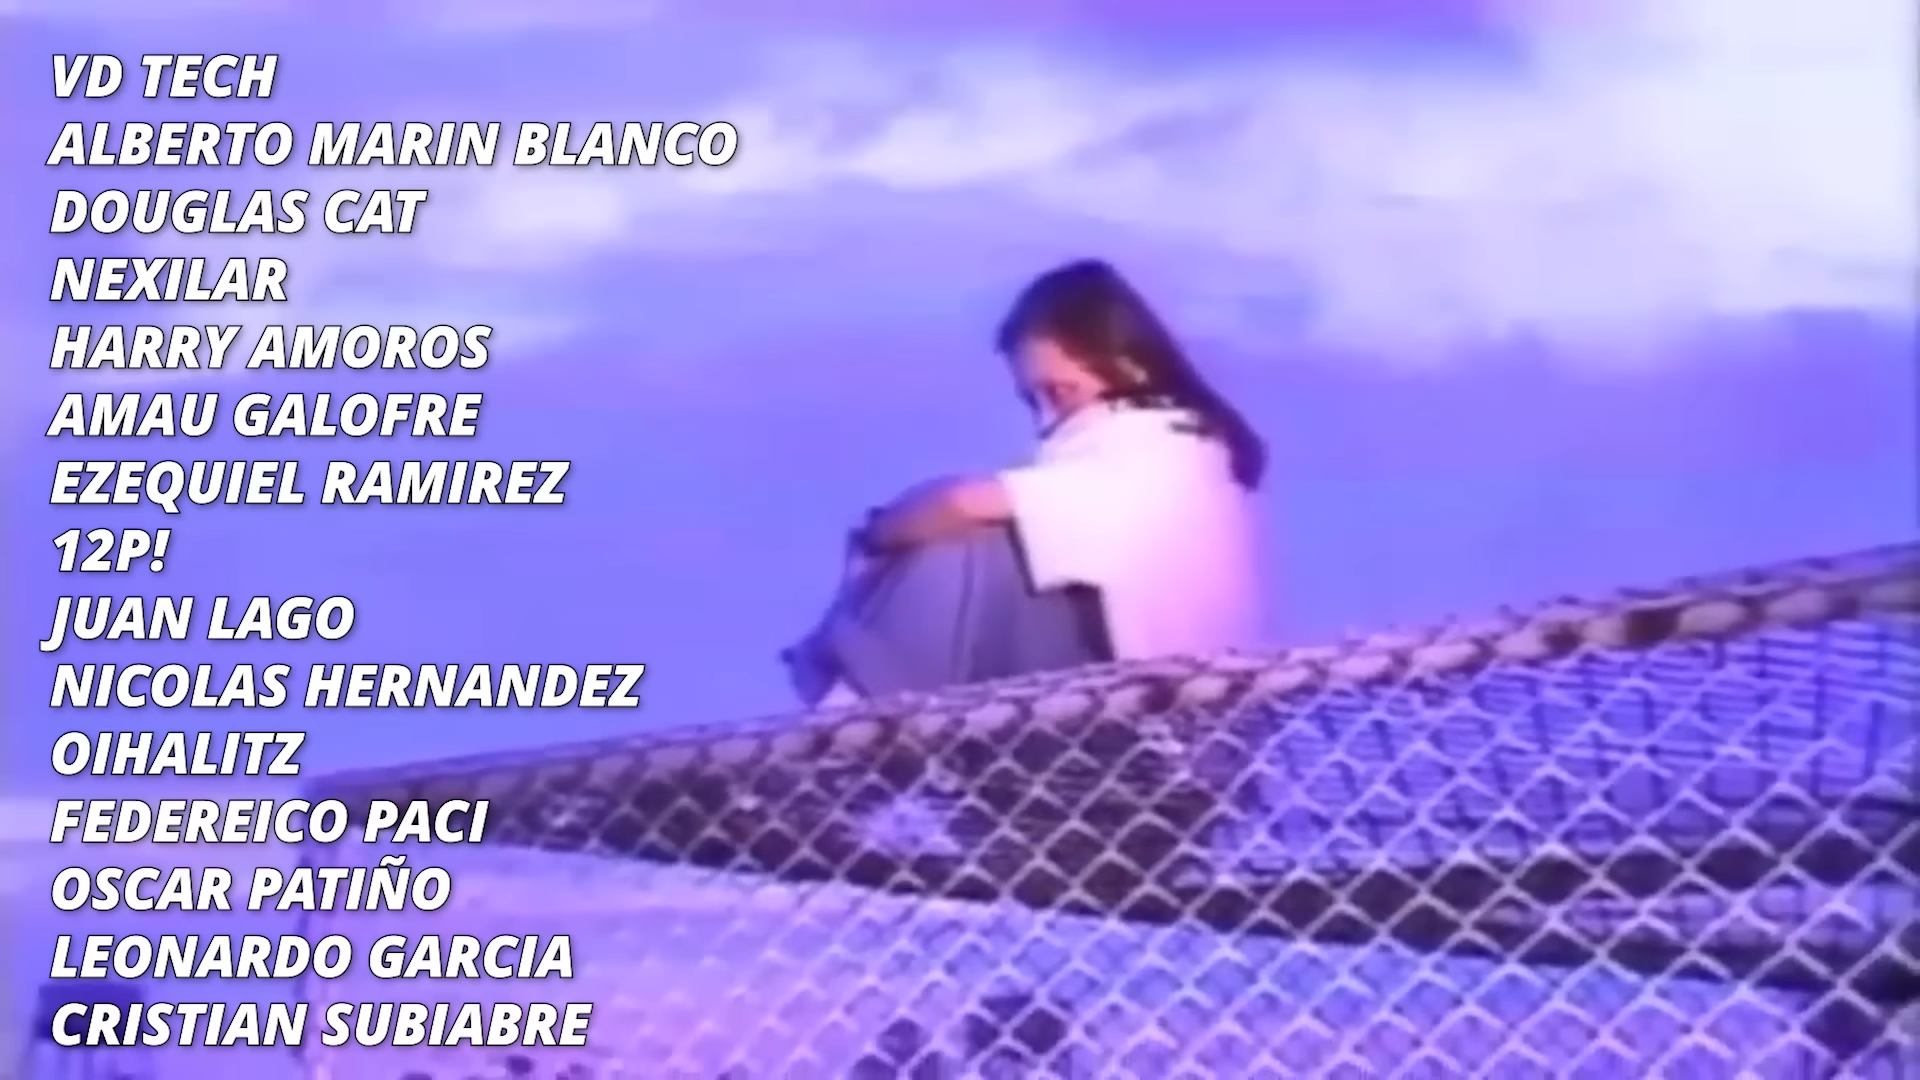 VD TECH
ALBERTO MARIN BLANCO
DOUGLAS CAT
NEXILAR
HARRY AMOROS
AMAU GALOFRE
EZEQUIEL RAMIREZ
12P!
JUAN LAGO
NICOLAS HERNANDEZ
OIHALITZ
FEDEREICO PACI
OSCAR PATIÑO
LEONARDO GARCIA
CRISTIAN SUBIABRE